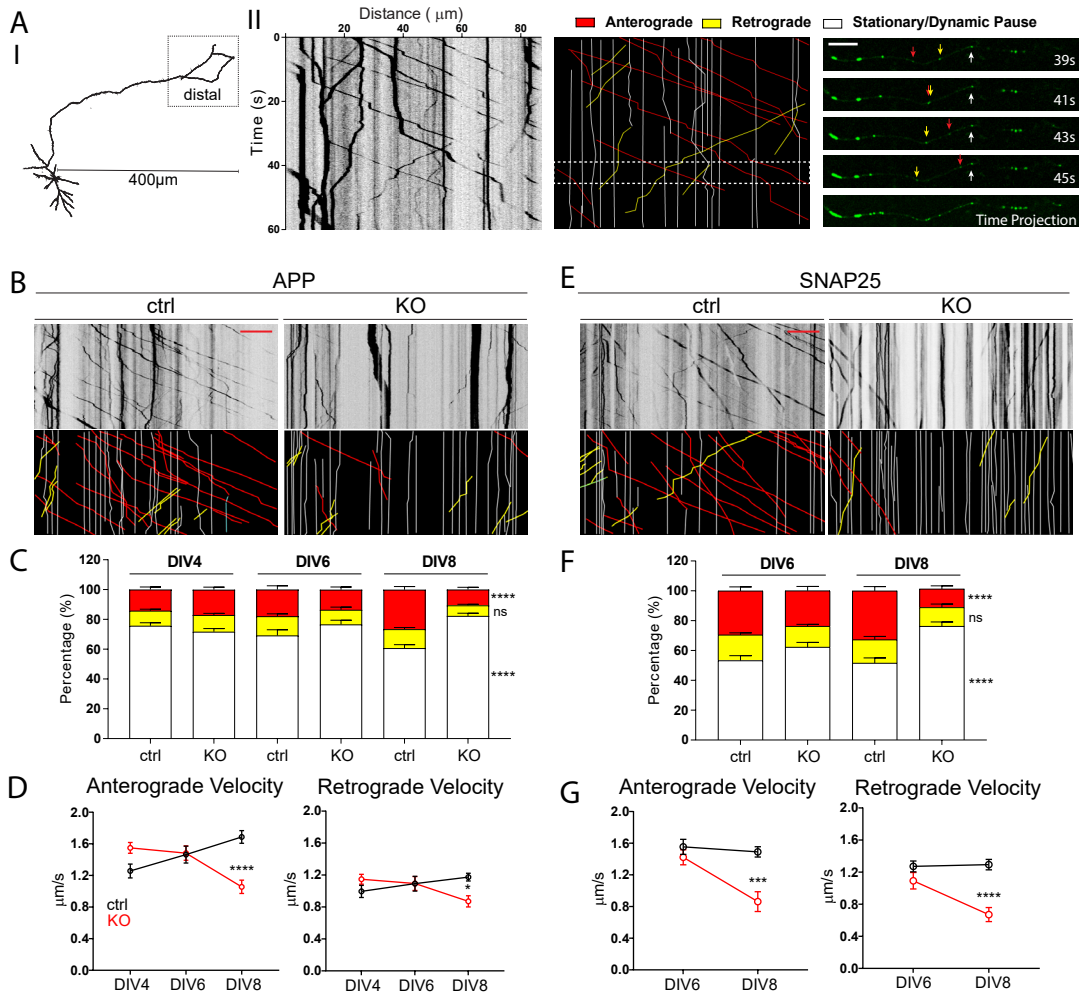 A
I
distal
400μm
II
Distance ( μm)
20 40 60 80
Time (s)
0
20
40
60
Anterograde Retrograde Stationary/Dynamic Pause
39s
41s
43s
45s
Time Projection
B
APP
ctrl KO
E
SNAP25
ctrl KO
C
Percentage (%)
120
100
80
60
40
20
0
DIV4 DIV6 DIV8
****
ns
****
ctrl KO ctrl KO ctrl KO
F
Percentage (%)
120
100
80
60
40
20
0
DIV6 DIV8
****
ns
****
ctrl KO ctrl KO
D
Anterograde Velocity
μm/s
2.0
1.6
1.2
0.8
0.4
0.0
****
ctrl
KO
DIV4 DIV6 DIV8
Retrograde Velocity
μm/s
2.0
1.6
1.2
0.8
0.4
0.0
*
DIV4 DIV6 DIV8
G
Anterograde Velocity
μm/s
2.0
1.6
1.2
0.8
0.4
0.0
***
DIV6 DIV8
Retrograde Velocity
μm/s
2.0
1.6
1.2
0.8
0.4
0.0
****
DIV6 DIV8